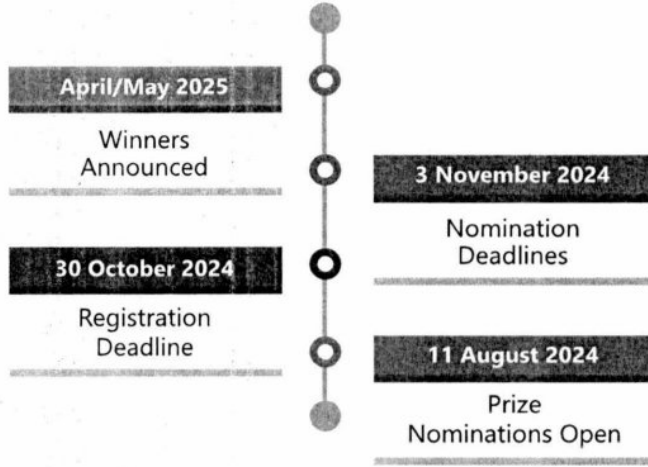 April/May 2025
Winners
Announced
3 November 2024
Nomination
Deadlines
30 October 2024
Registration
Deadline
11 August 2024
Prize
Nominations Open